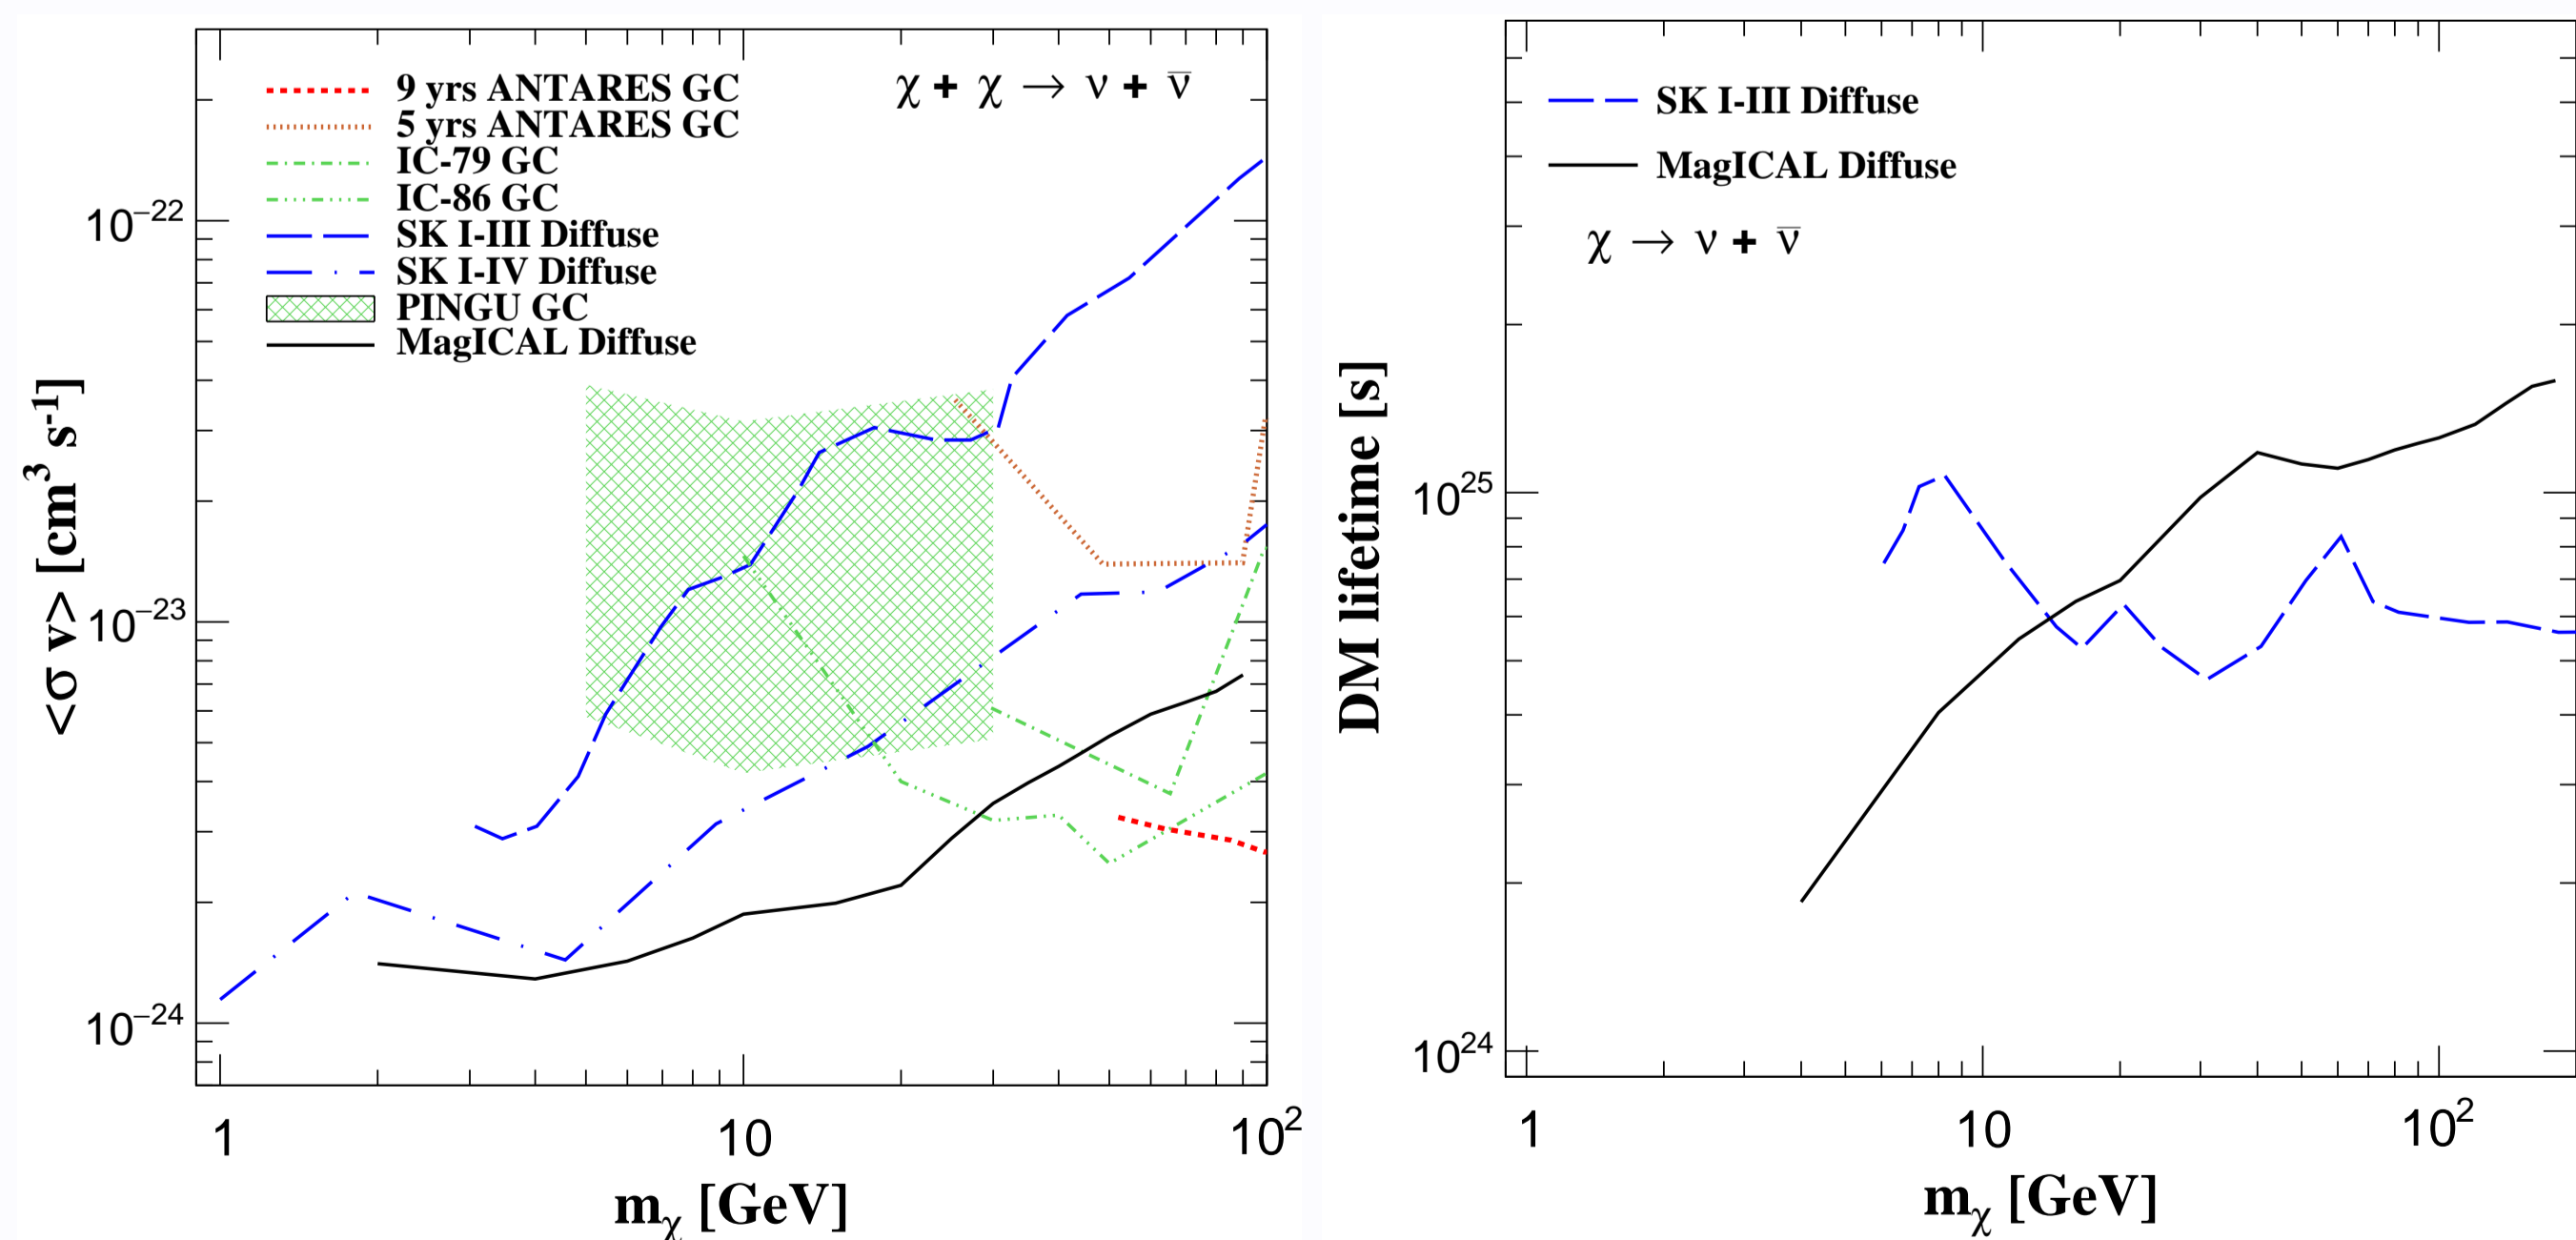 9 yrs ANTARES GC
5 yrs ANTARES GC
IC-79 GC
IC-86 GC
SK I-III Diffuse
SK I-IV Diffuse
PINGU GC
MagICAL Diffuse
χ + χ → ν + ν̅
10⁻²²
10⁻²³
10⁻²⁴
<σ v> [cm³ s⁻¹]
1 10 10²
mᵪ [GeV]
SK I-III Diffuse
MagICAL Diffuse
χ → ν + ν̅
10²⁵
10²⁴
DM lifetime [s]
1 10 10²
mᵪ [GeV]